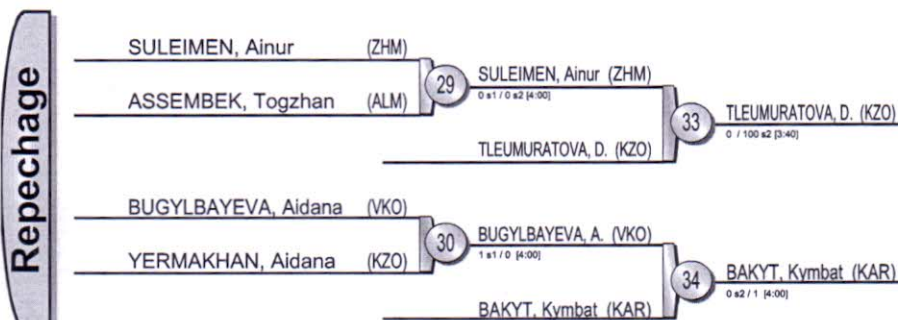 Repechage
SULEIMEN, Ainur (ZHM)
ASSEMBEK, Togzhan (ALM)
29
SULEIMEN, Ainur (ZHM)
0 s1 / 0 s2 [4:00]
TLEUMURATOVA, D. (KZO)
33
TLEUMURATOVA, D. (KZO)
0 / 100 s2 [3:40]
BUGYLBAYEVA, Aidana (VKO)
YERMAKHAN, Aidana (KZO)
30
BUGYLBAYEVA, A. (VKO)
1 s1 / 0 [4:00]
BAKYT, Kymbat (KAR)
34
BAKYT, Kymbat (KAR)
0 s2 / 1 [4:00]